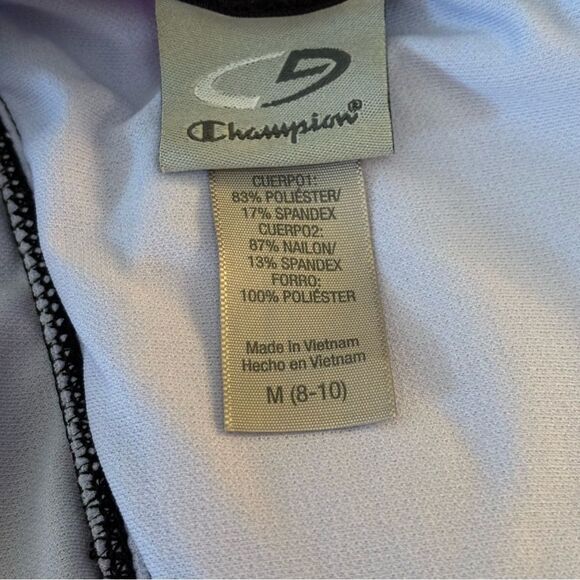 Champion®
CUERPO1:
83% POLIÉSTER/
17% SPANDEX
CUERPO2:
87% NAILON/
13% SPANDEX
FORRO:
100% POLIÉSTER
Made in Vietnam
Hecho en Vietnam
M (8-10)